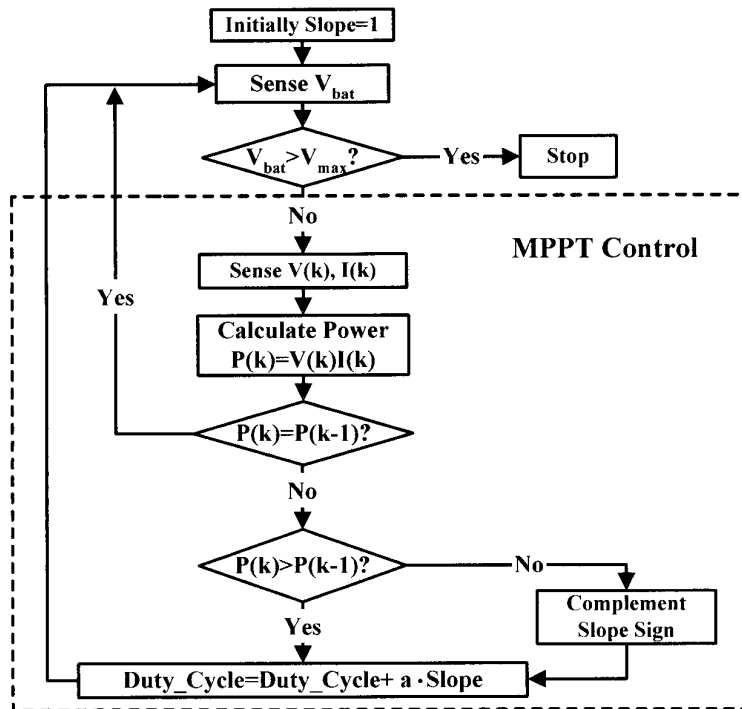 Initially Slope=1
Sense V_bat
V_bat>V_max?
Yes
Stop
No
MPPT Control
Sense V(k), I(k)
Yes
Calculate Power
P(k)=V(k)I(k)
P(k)=P(k-1)?
No
P(k)>P(k-1)?
No
Complement
Slope Sign
Yes
Duty_Cycle=Duty_Cycle+ a · Slope